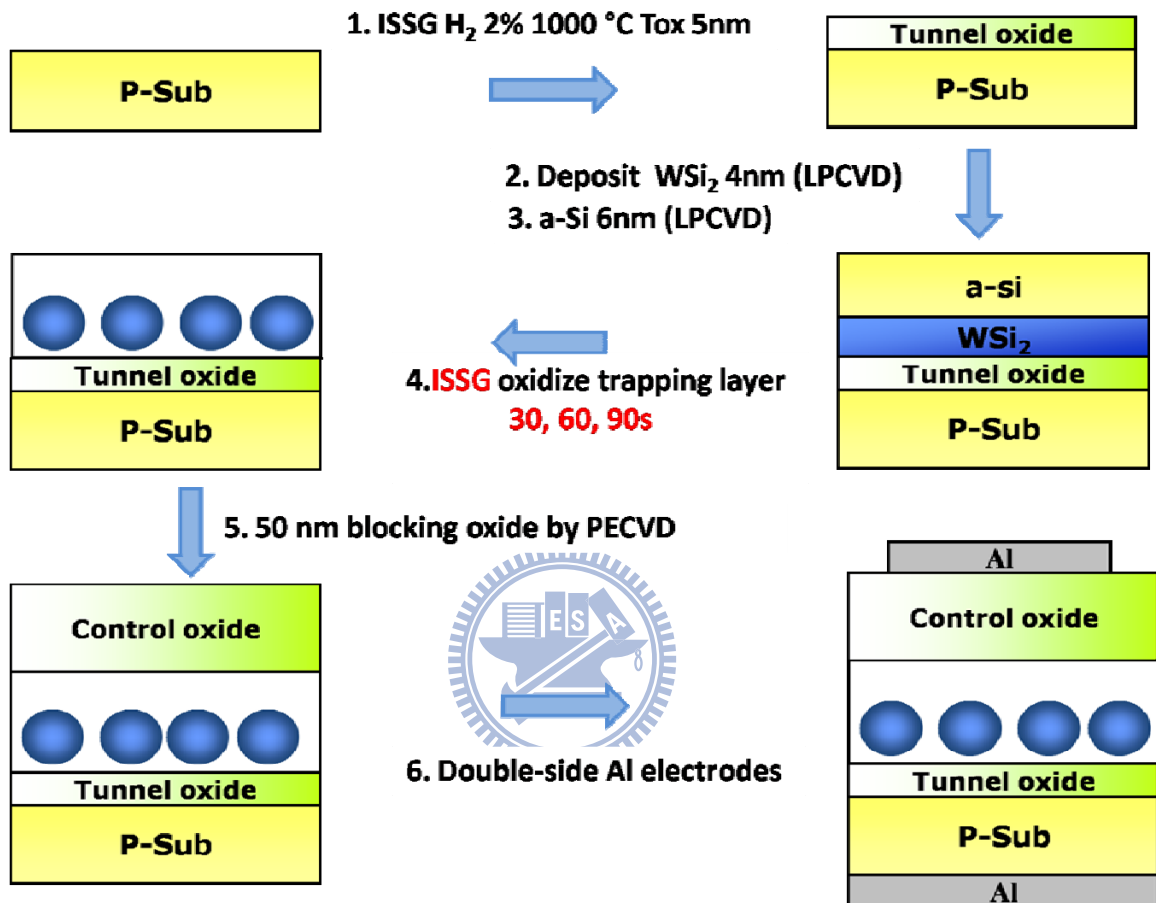 1. ISSG H₂ 2% 1000 °C Tox 5nm
P-Sub
Tunnel oxide
P-Sub
2. Deposit WSi₂ 4nm (LPCVD)
3. a-Si 6nm (LPCVD)
a-si
WSi₂
Tunnel oxide
P-Sub
4.ISSG oxidize trapping layer
30, 60, 90s
Tunnel oxide
P-Sub
5. 50 nm blocking oxide by PECVD
Control oxide
Tunnel oxide
P-Sub
E S A
6. Double-side Al electrodes
Al
Control oxide
Tunnel oxide
P-Sub
Al